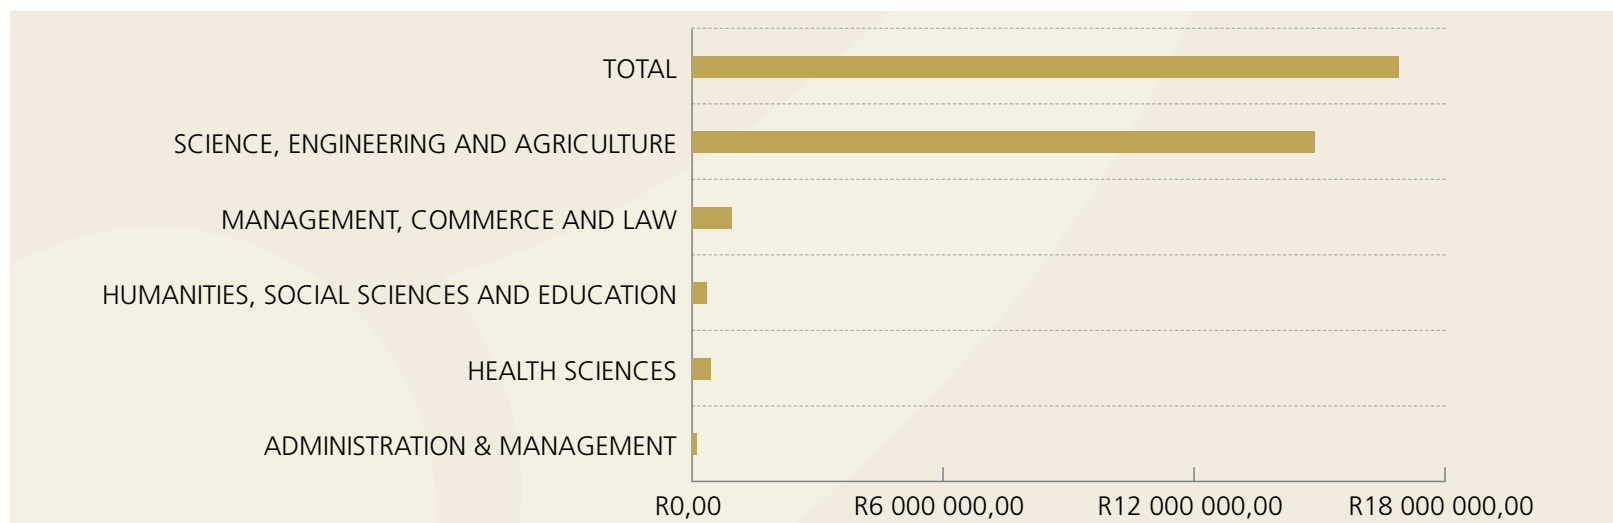 TOTAL
SCIENCE, ENGINEERING AND AGRICULTURE
MANAGEMENT, COMMERCE AND LAW
HUMANITIES, SOCIAL SCIENCES AND EDUCATION
HEALTH SCIENCES
ADMINISTRATION & MANAGEMENT
R0,00 R6 000 000,00 R12 000 000,00 R18 000 000,00